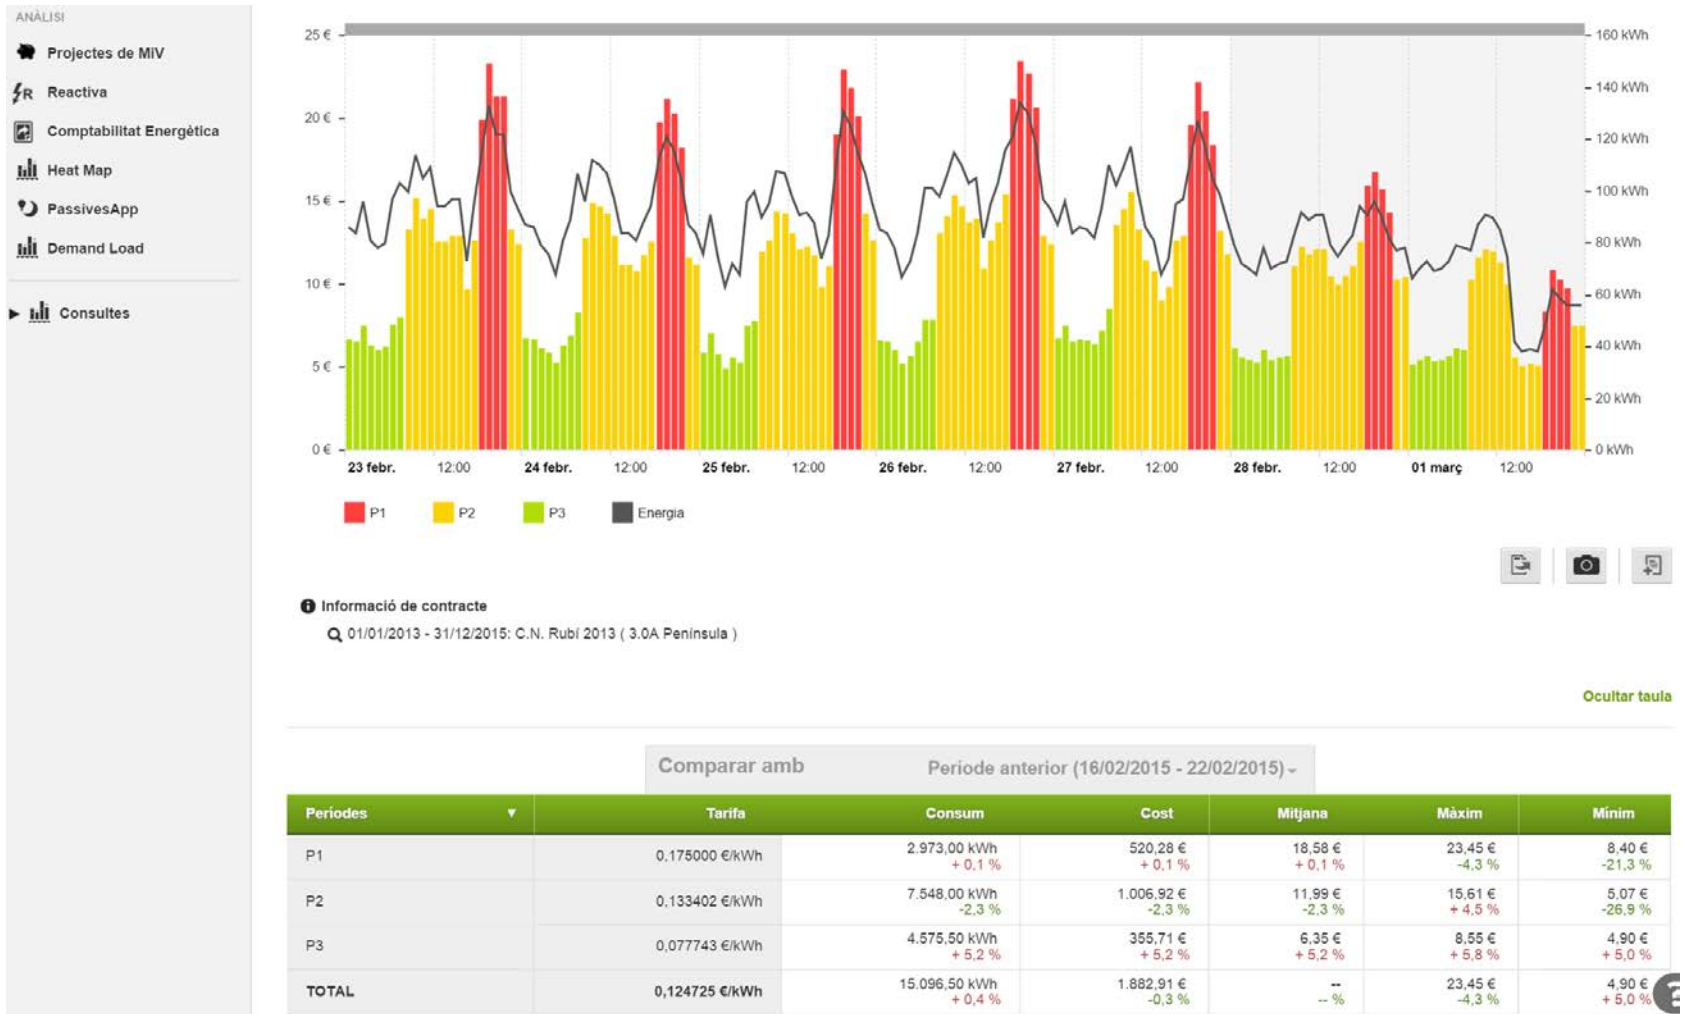 ANÀLISI
Projectes de MiV
Reactiva
Comptabilitat Energètica
Heat Map
PassivesApp
Demand Load
Consultes
25 €
20 €
15 €
10 €
5 €
0 €
160 kWh
140 kWh
120 kWh
100 kWh
80 kWh
60 kWh
40 kWh
20 kWh
0 kWh
23 febr. 12:00 24 febr. 12:00 25 febr. 12:00 26 febr. 12:00 27 febr. 12:00 28 febr. 12:00 01 març 12:00
P1 P2 P3 Energia
Informació de contracte
01/01/2013 - 31/12/2015: C.N. Rubí 2013 ( 3.0A Península )
Ocultar taula
Comparar amb Període anterior (16/02/2015 - 22/02/2015)
Períodes Tarifa Consum Cost Mitjana Màxim Mínim
P1 0,175000 €/kWh 2.973,00 kWh 520,28 € 18,58 € 23,45 € 8,40 €
+ 0,1 % + 0,1 % + 0,1 % -4,3 % -21,3 %
P2 0,133402 €/kWh 7.548,00 kWh 1.006,92 € 11,99 € 15,61 € 5,07 €
-2,3 % -2,3 % -2,3 % + 4,5 % -26,9 %
P3 0,077743 €/kWh 4.575,50 kWh 355,71 € 6,35 € 8,55 € 4,90 €
+ 5,2 % + 5,2 % + 5,2 % + 5,8 % + 5,0 %
TOTAL 0,124725 €/kWh 15.096,50 kWh 1.882,91 € -- 23,45 € 4,90 €
+ 0,4 % -0,3 % -- % -4,3 % + 5,0 %